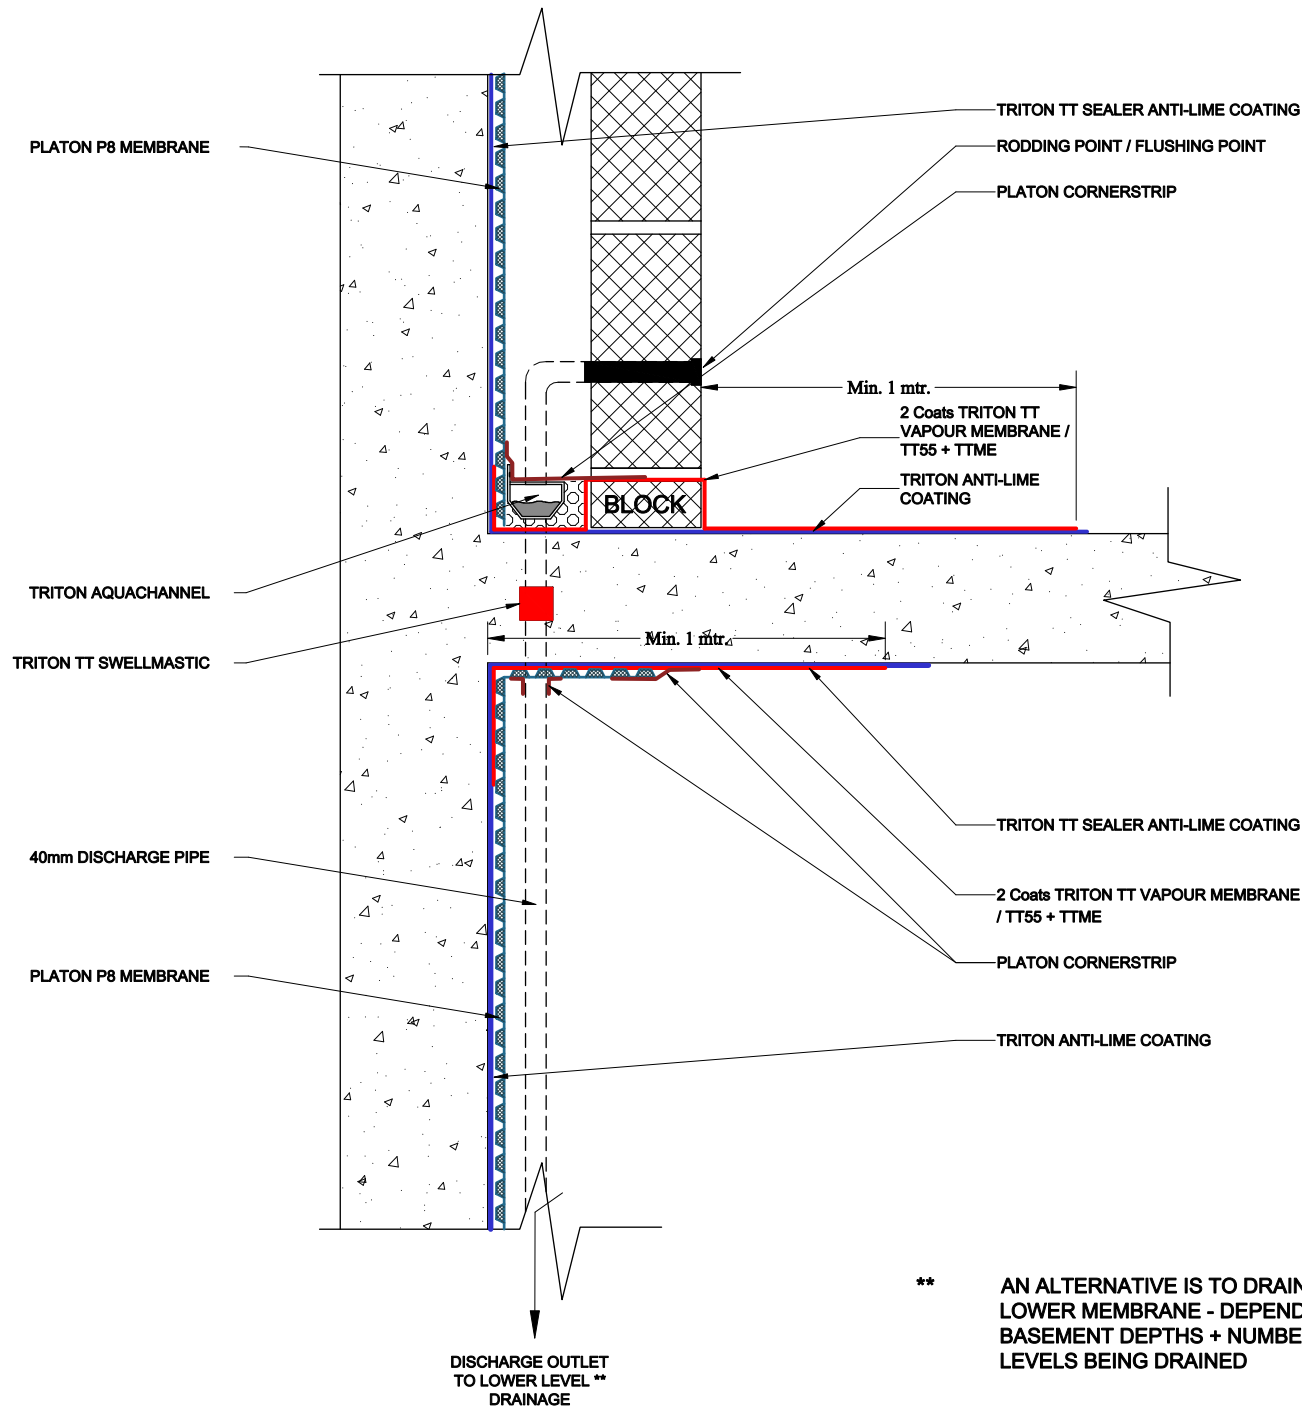 TRITON TT SEALER ANTI-LIME COATING
PLATON P8 MEMBRANE
RODDING POINT / FLUSHING POINT
PLATON CORNERSTRIP
Min. 1 mtr.
2 Coats TRITON TT
VAPOUR MEMBRANE /
TT55 + TTME
TRITON ANTI-LIME
COATING
BLOCK
TRITON AQUACHANNEL
TRITON TT SWELLMASTIC
Min. 1 mtr.
TRITON TT SEALER ANTI-LIME COATING
40mm DISCHARGE PIPE
2 Coats TRITON TT VAPOUR MEMBRANE
/ TT55 + TTME
PLATON CORNERSTRIP
PLATON P8 MEMBRANE
TRITON ANTI-LIME COATING
** AN ALTERNATIVE IS TO DRAIN
LOWER MEMBRANE - DEPEND
BASEMENT DEPTHS + NUMBE
LEVELS BEING DRAINED
DISCHARGE OUTLET
TO LOWER LEVEL **
DRAINAGE